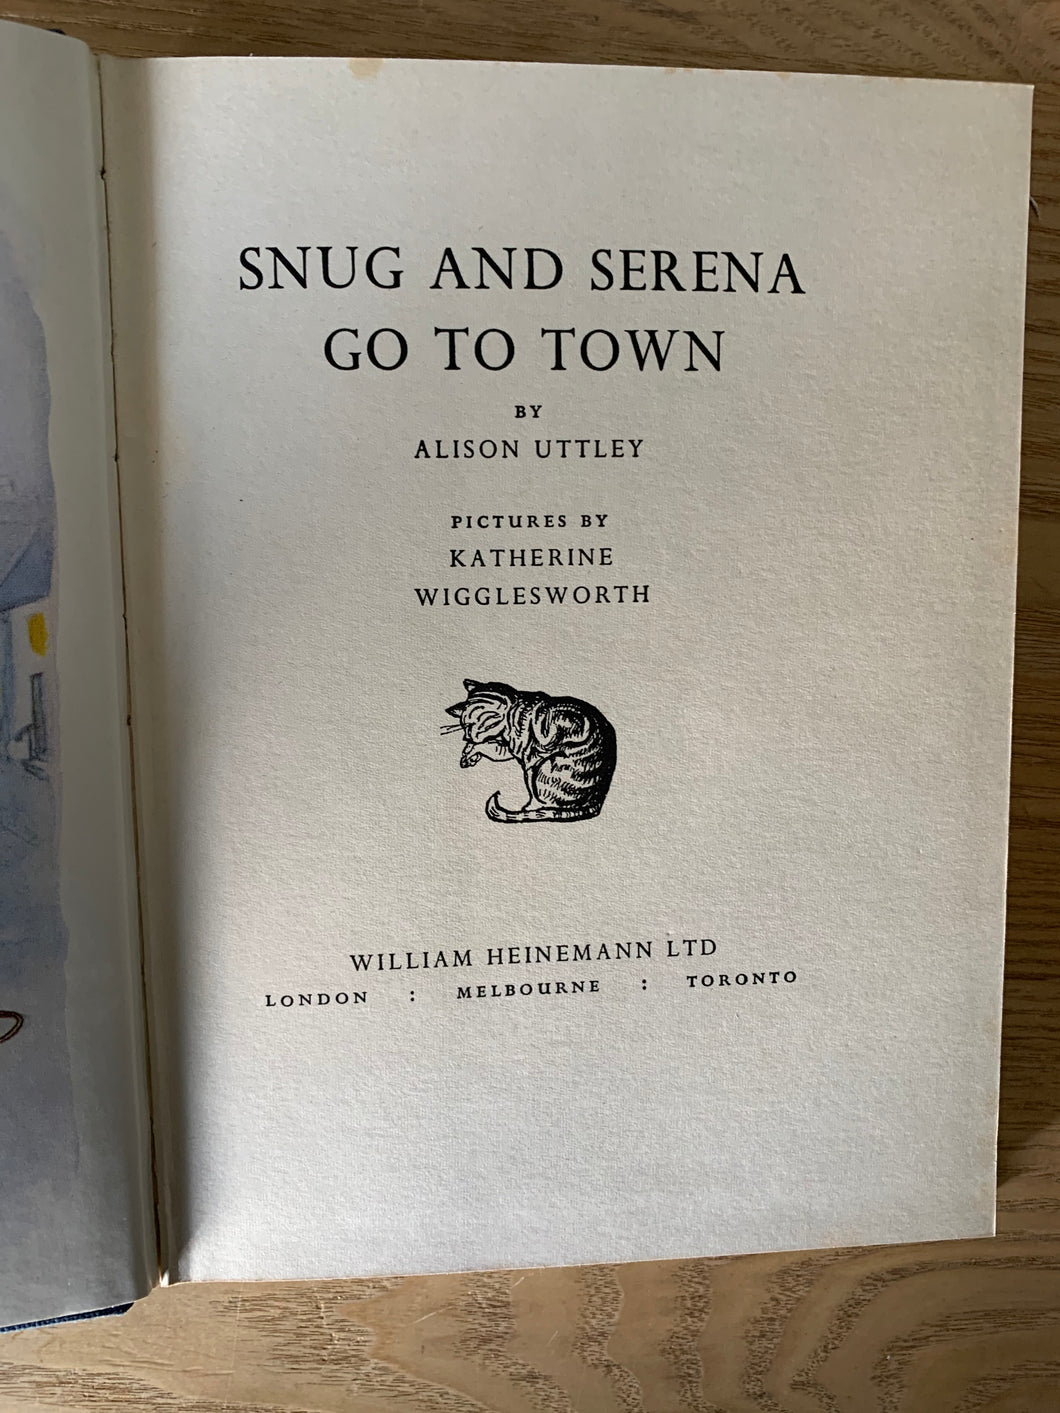 SNUG AND SERENA
GO TO TOWN
BY
ALISON UTTLEY
PICTURES BY
KATHERINE
WIGGLESWORTH
WILLIAM HEINEMANN LTD
LONDON : MELBOURNE : TORONTO